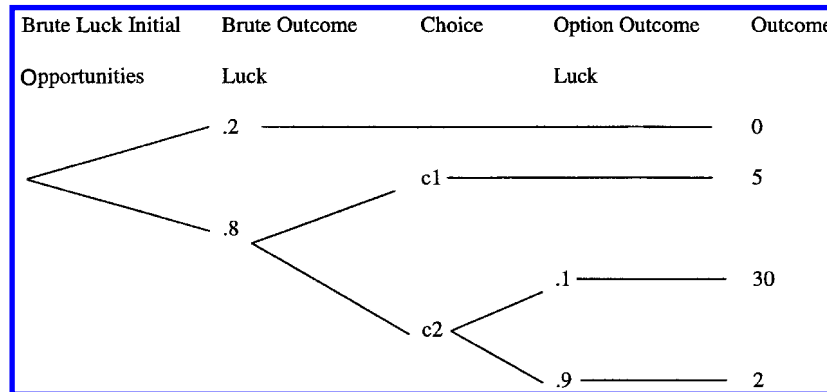 Brute Luck Initial Brute Outcome Choice Option Outcome Outcome
Opportunities Luck Luck
.2 0
c1 5
.8
.1 30
c2
.9 2